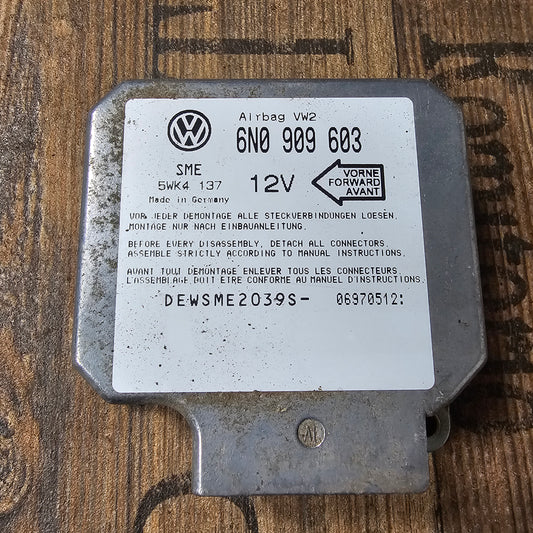 Airbag VW2
6N0 909 603
SME
5WK4 137
Made in Germany
12V
VORNE
FORWARD
AVANT
VOR JEDER DEMONTAGE ALLE STECKVERBINDUNGEN LOESEN.
MONTAGE NUR NACH EINBAUANLEITUNG.
BEFORE EVERY DISASSEMBLY, DETACH ALL CONNECTORS.
ASSEMBLE STRICTLY ACCORDING TO MANUAL INSTRUCTIONS.
AVANT TOUT DEMONTAGE ENLEVER TOUS LES CONNECTEURS.
L'ASSEMBLAGE DOIT ETRE CONFORME AU MANUEL D'INSTRUCTIONS.
DEWSME2039S-
06970512: